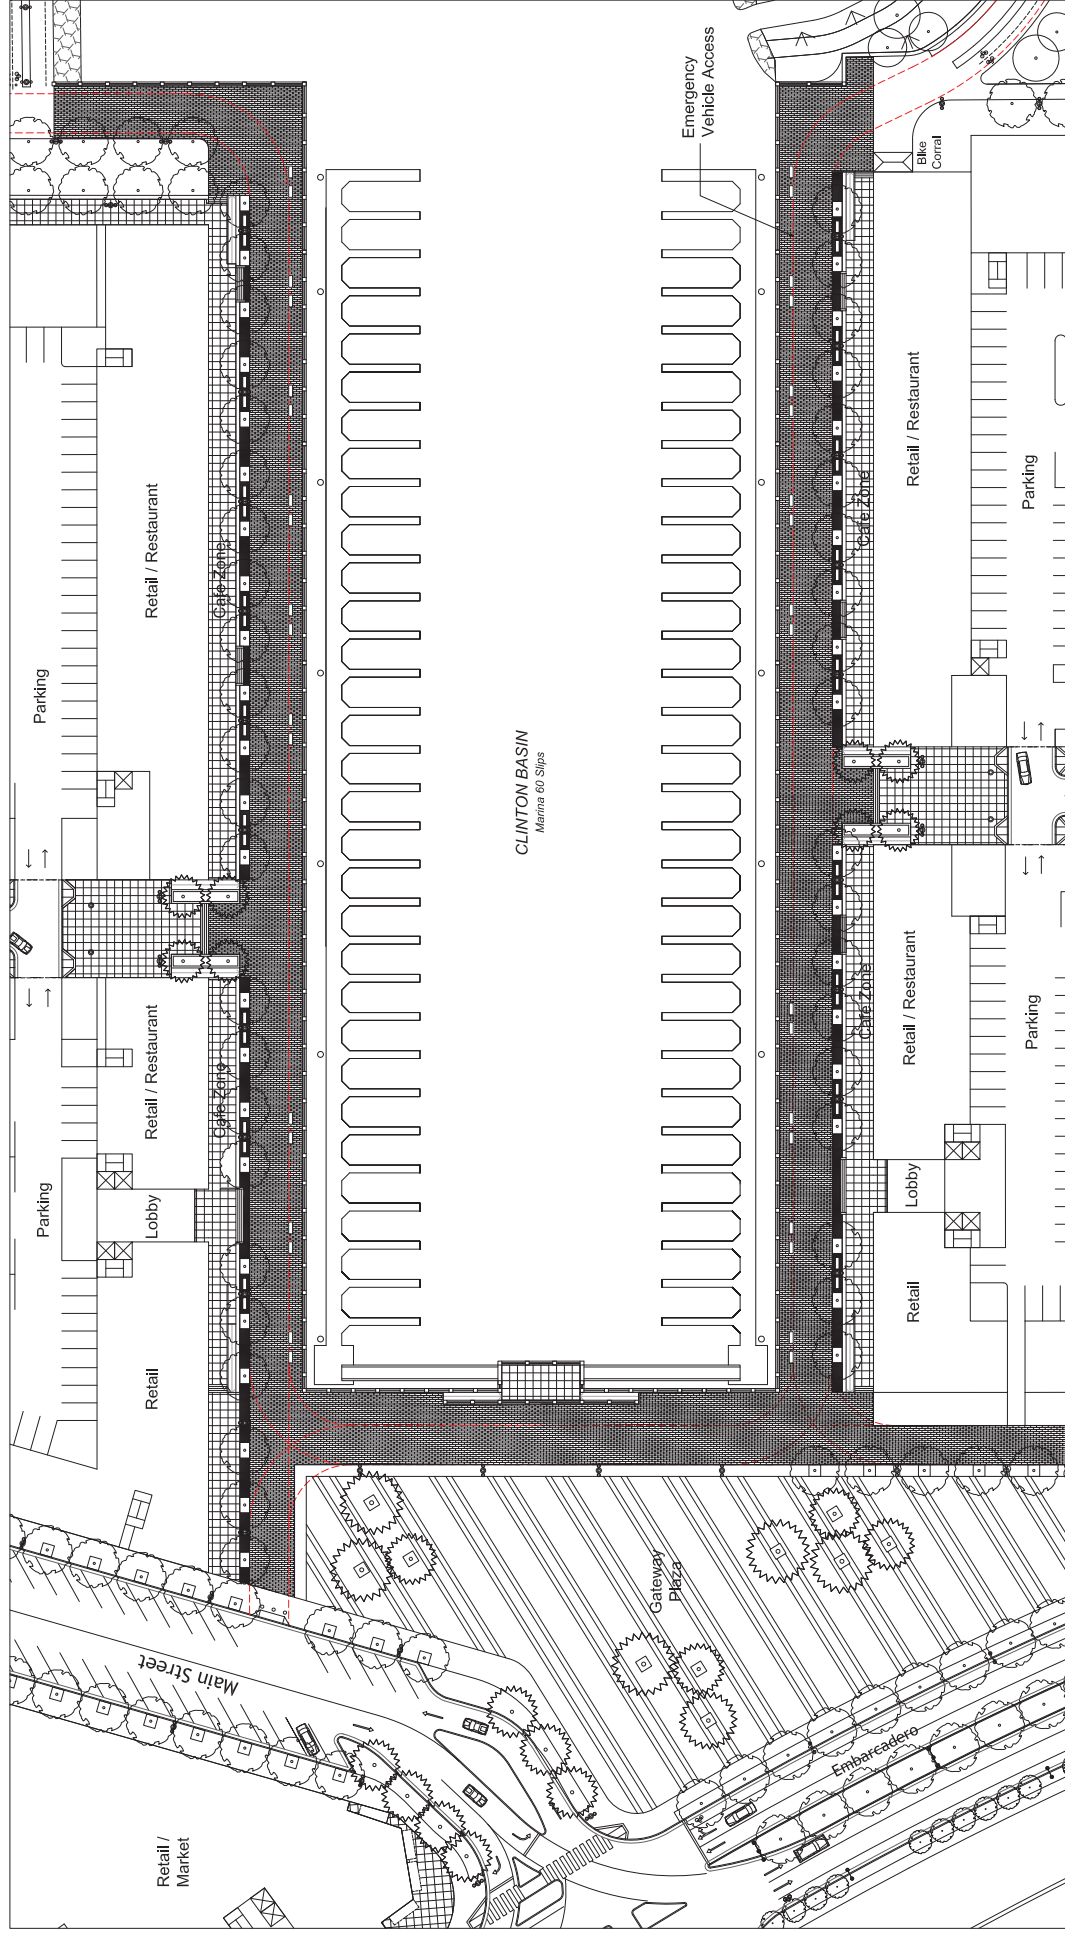 Emergency
Vehicle Access
Bike
Corral
Retail / Restaurant
Cafe Zone
Parking
Retail / Restaurant
Cafe Zone
Parking
CLINTON BASIN
Marina 60 Slips
Retail / Restaurant
Cafe Zone
Parking
Retail / Restaurant
Cafe Zone
Parking
Lobby
Lobby
Retail
Retail
Gateway
Plaza
Main Street
Embarcadero
Retail /
Market